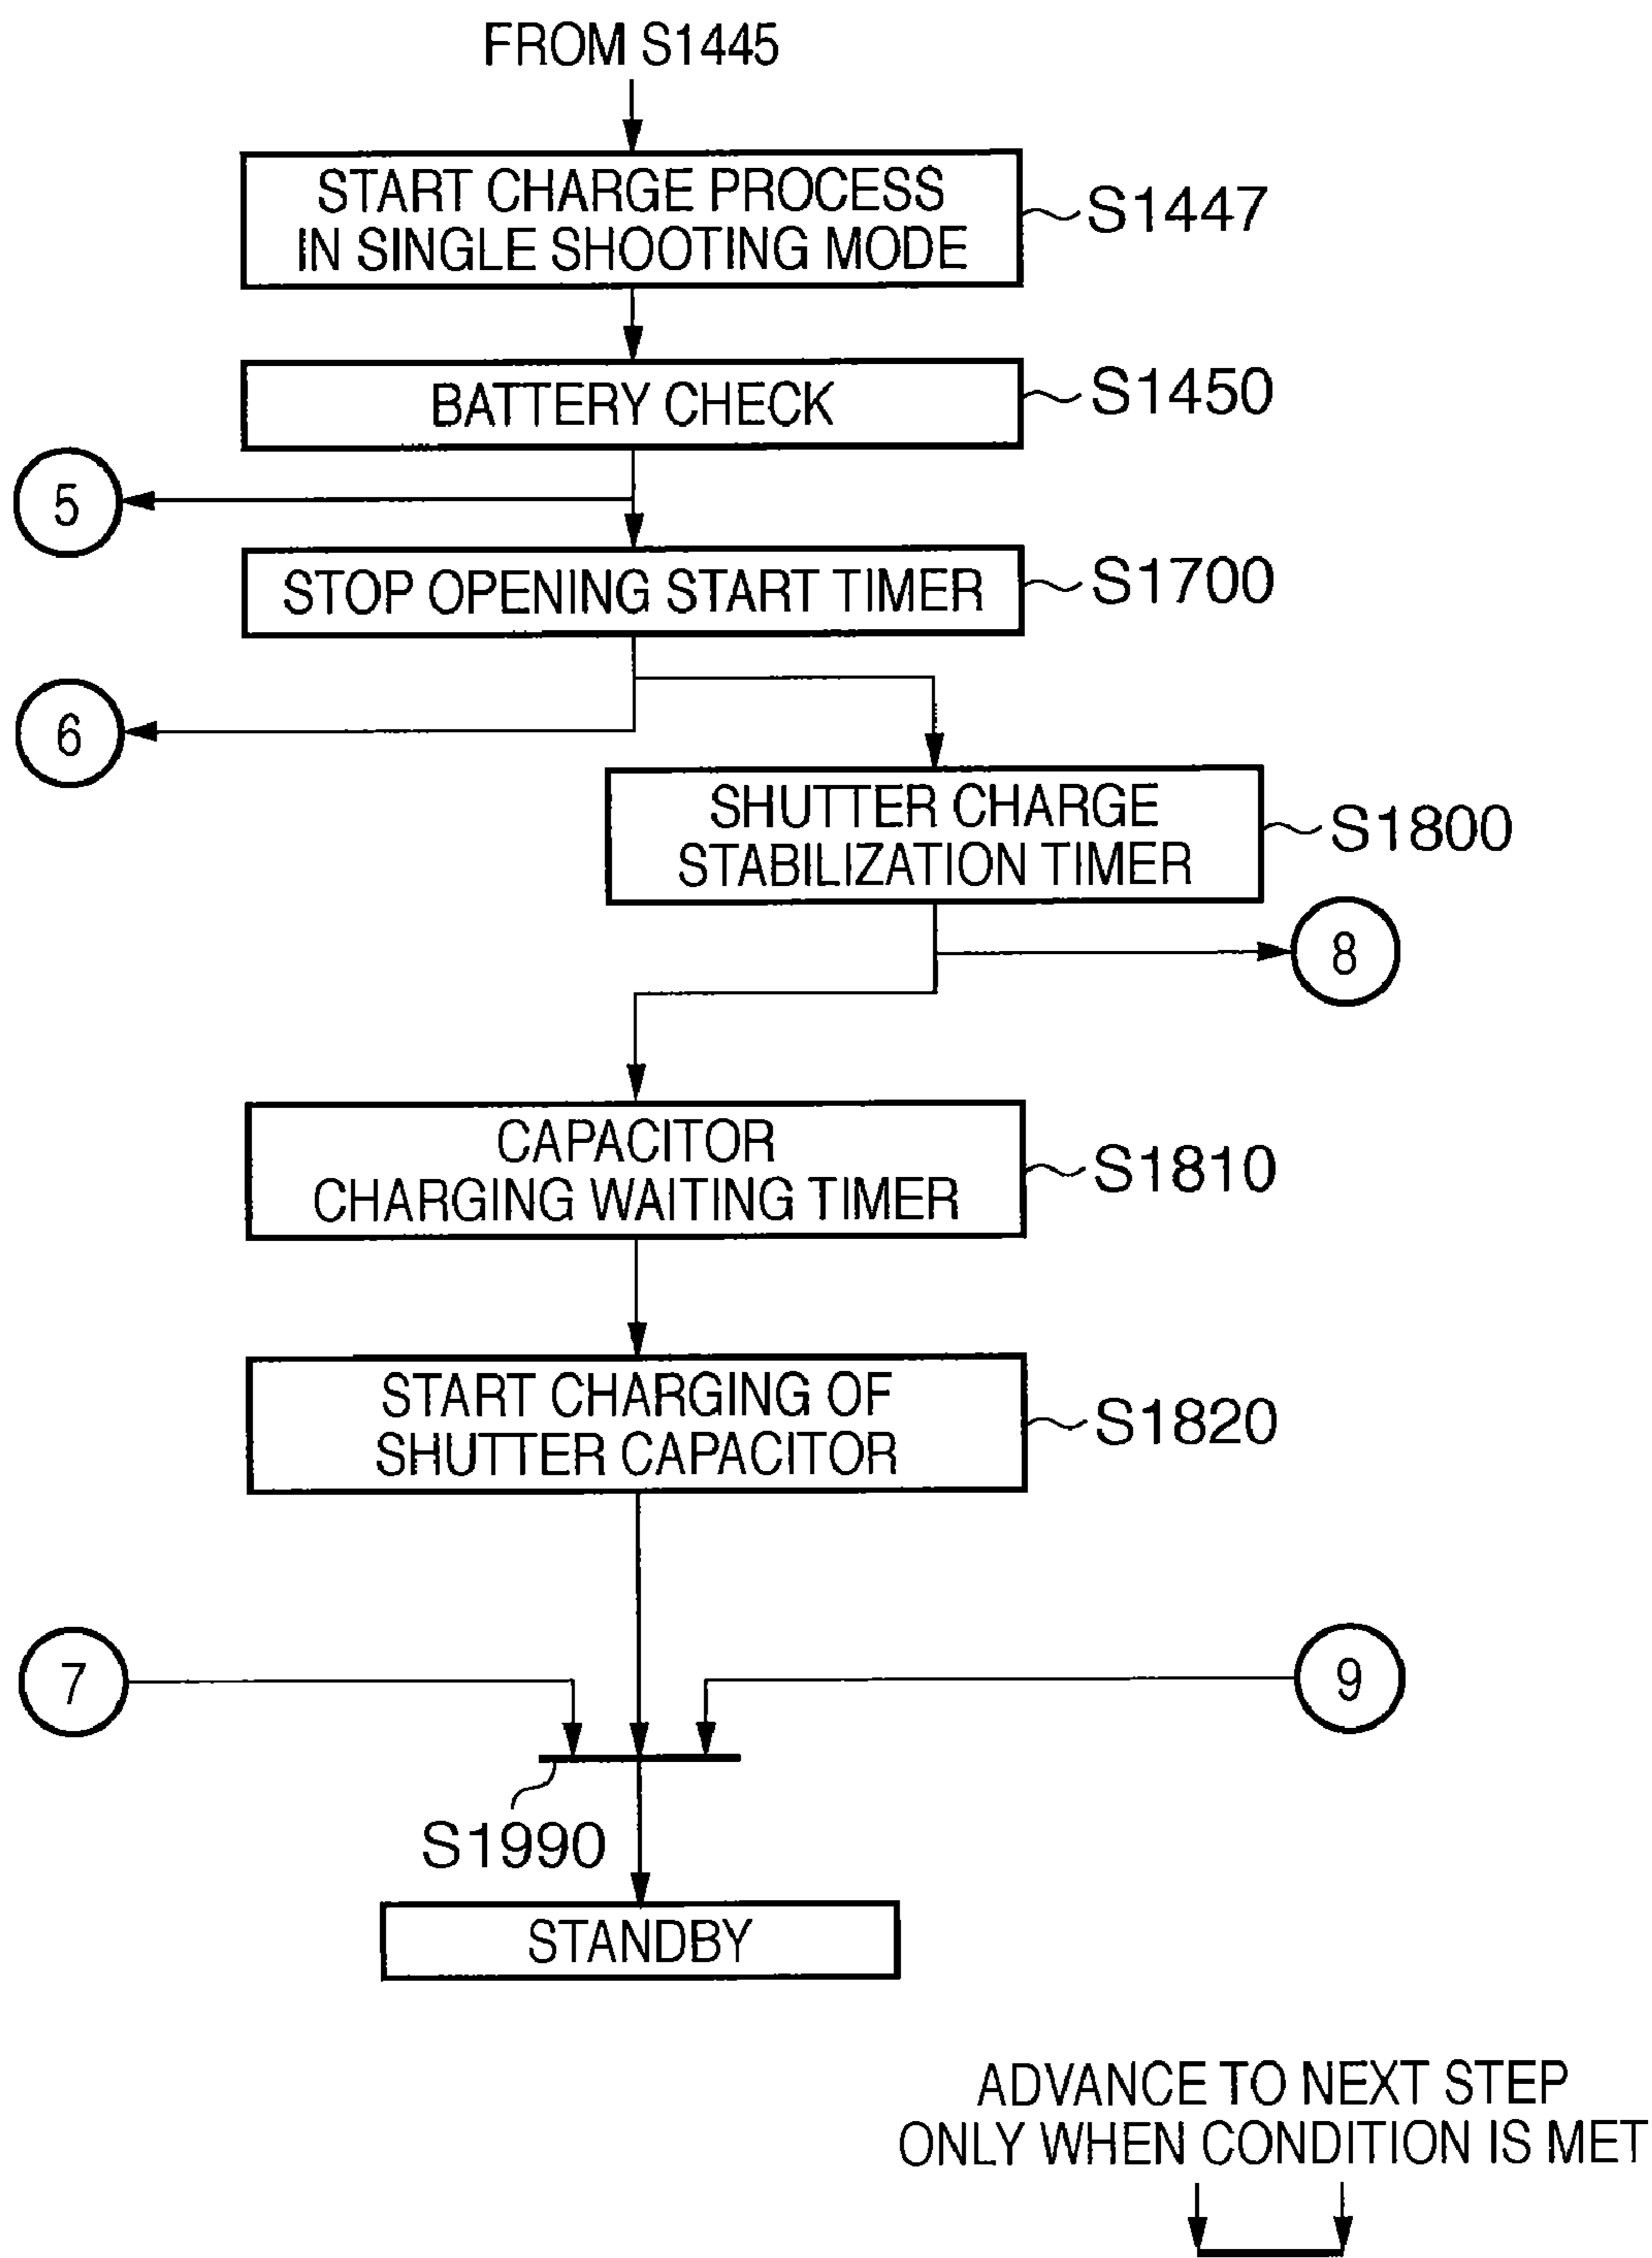 FROM S1445
START CHARGE PROCESS
IN SINGLE SHOOTING MODE
S1447
BATTERY CHECK
S1450
5
STOP OPENING START TIMER
S1700
6
SHUTTER CHARGE
STABILIZATION TIMER
S1800
8
CAPACITOR
CHARGING WAITING TIMER
S1810
START CHARGING OF
SHUTTER CAPACITOR
S1820
7
9
S1990
STANDBY
ADVANCE TO NEXT STEP
ONLY WHEN CONDITION IS MET